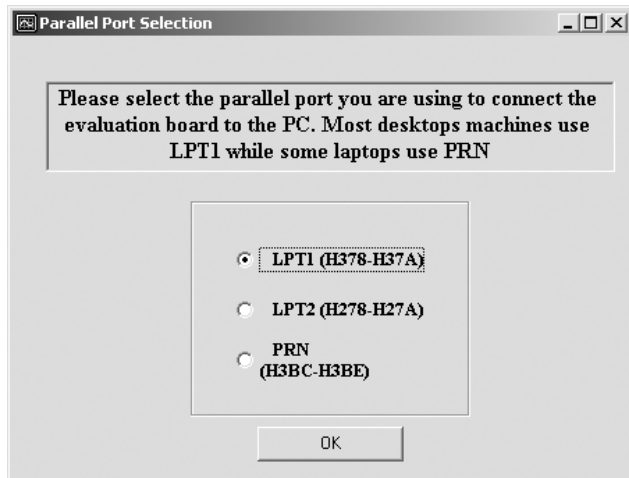 Parallel Port Selection
Please select the parallel port you are using to connect the
evaluation board to the PC. Most desktops machines use
LPT1 while some laptops use PRN
LPT1 (H378-H37A)
LPT2 (H278-H27A)
PRN
(H3BC-H3BE)
OK